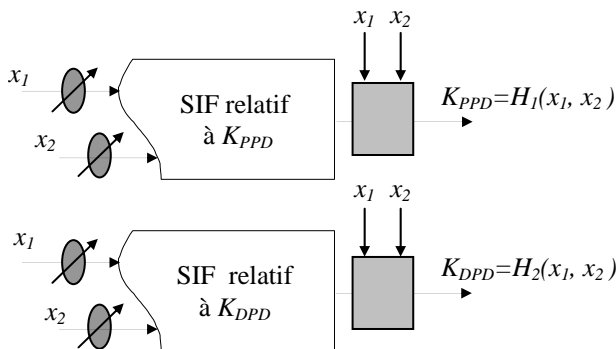 x1 x2
x1
SIF relatif
à KPPD
KPPD=H1(x1, x2)
x2
x1 x2
x1
SIF relatif
à KDPD
KDPD=H2(x1, x2 )
x2